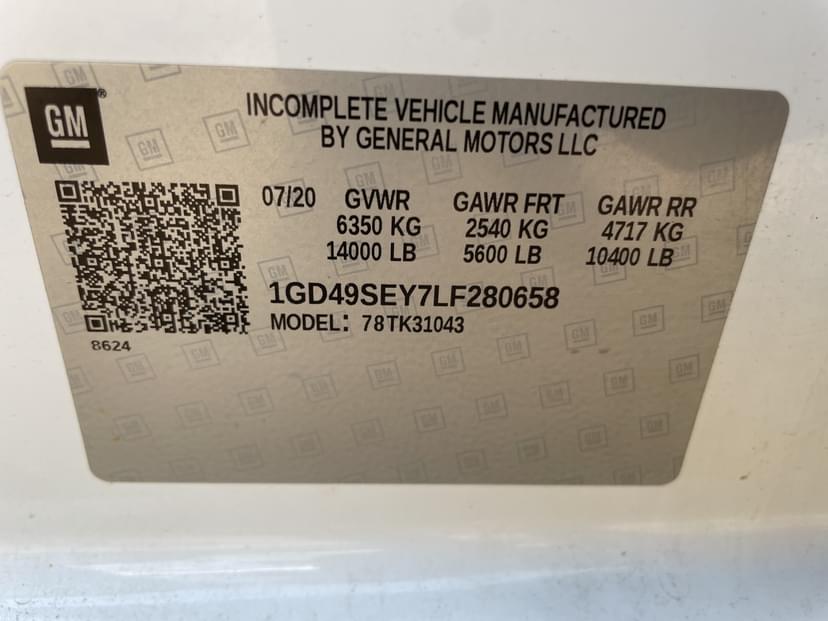 GM®
INCOMPLETE VEHICLE MANUFACTURED
BY GENERAL MOTORS LLC
07/20 GVWR GAWR FRT GAWR RR
6350 KG 2540 KG 4717 KG
14000 LB 5600 LB 10400 LB
1GD49SEY7LF280658
MODEL: 78TK31043
8624